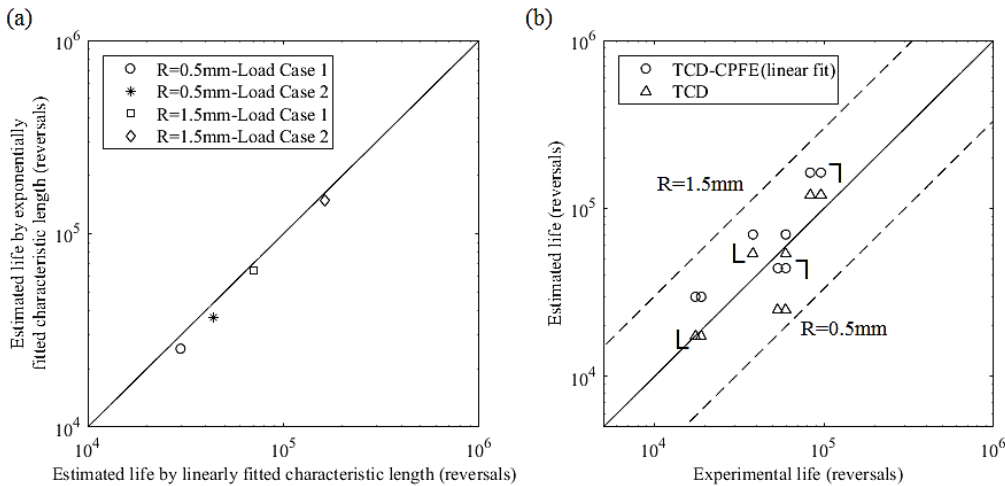 (a)
10^6
R=0.5mm-Load Case 1
R=0.5mm-Load Case 2
R=1.5mm-Load Case 1
R=1.5mm-Load Case 2
Estimated life by exponentially
fitted characteristic length (reversals)
10^5
10^4
10^4
10^5
10^6
Estimated life by linearly fitted characteristic length (reversals)
(b)
10^6
TCD-CPFE(linear fit)
TCD
R=1.5mm
Estimated life (reversals)
10^5
R=0.5mm
10^4
10^4
10^5
10^6
Experimental life (reversals)